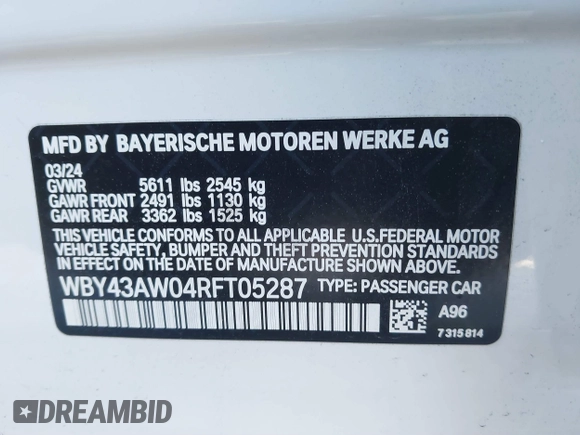 MFD BY BAYERISCHE MOTOREN WERKE AG
03/24
GVWR 5611 lbs 2545 kg
GAWR FRONT 2491 lbs 1130 kg
GAWR REAR 3362 lbs 1525 kg
THIS VEHICLE CONFORMS TO ALL APPLICABLE U.S.FEDERAL MOTOR
VEHICLE SAFETY, BUMPER AND THEFT PREVENTION STANDARDS
IN EFFECT ON THE DATE OF MANUFACTURE SHOWN ABOVE.
WBY43AW04RFT05287 TYPE: PASSENGER CAR
A96
7 315 814
DREAMBID